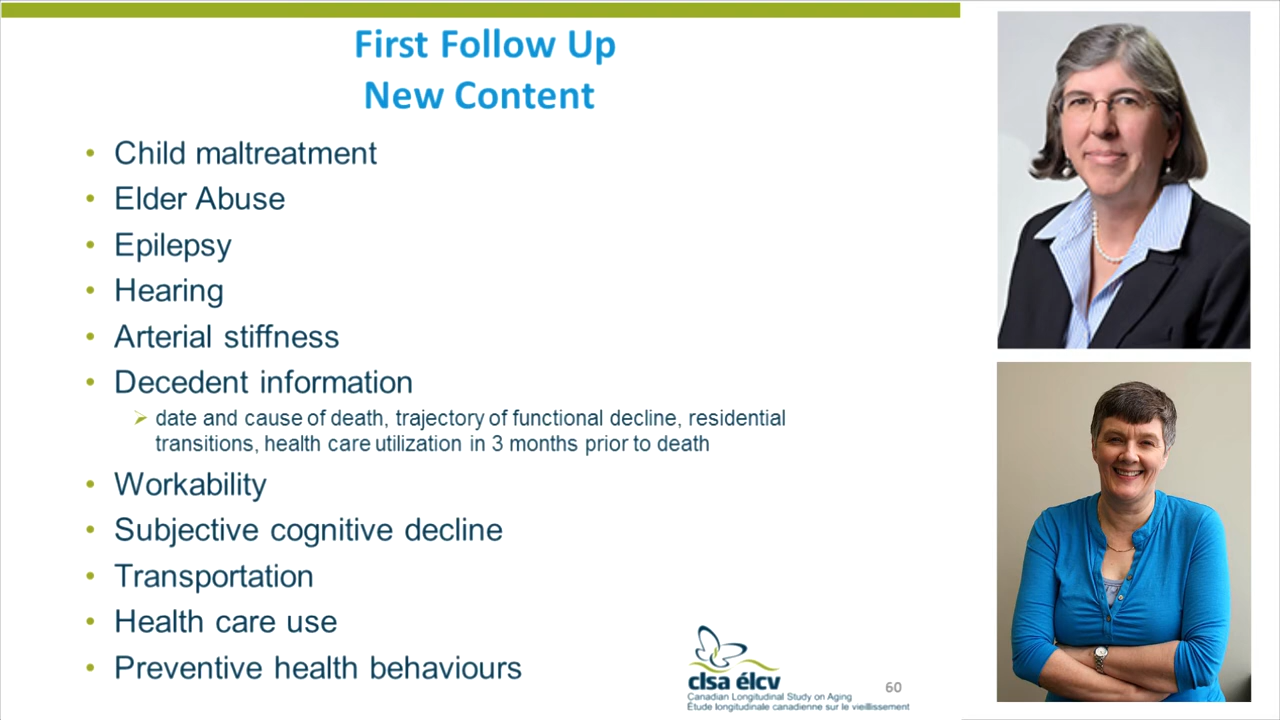 First Follow Up
New Content
• Child maltreatment
• Elder Abuse
• Epilepsy
• Hearing
• Arterial stiffness
• Decedent information
➢ date and cause of death, trajectory of functional decline, residential
transitions, health care utilization in 3 months prior to death
• Workability
• Subjective cognitive decline
• Transportation
• Health care use
• Preventive health behaviours
clsa élcv
Canadian Longitudinal Study on Aging
Étude longitudinale canadienne sur le vieillissement
60